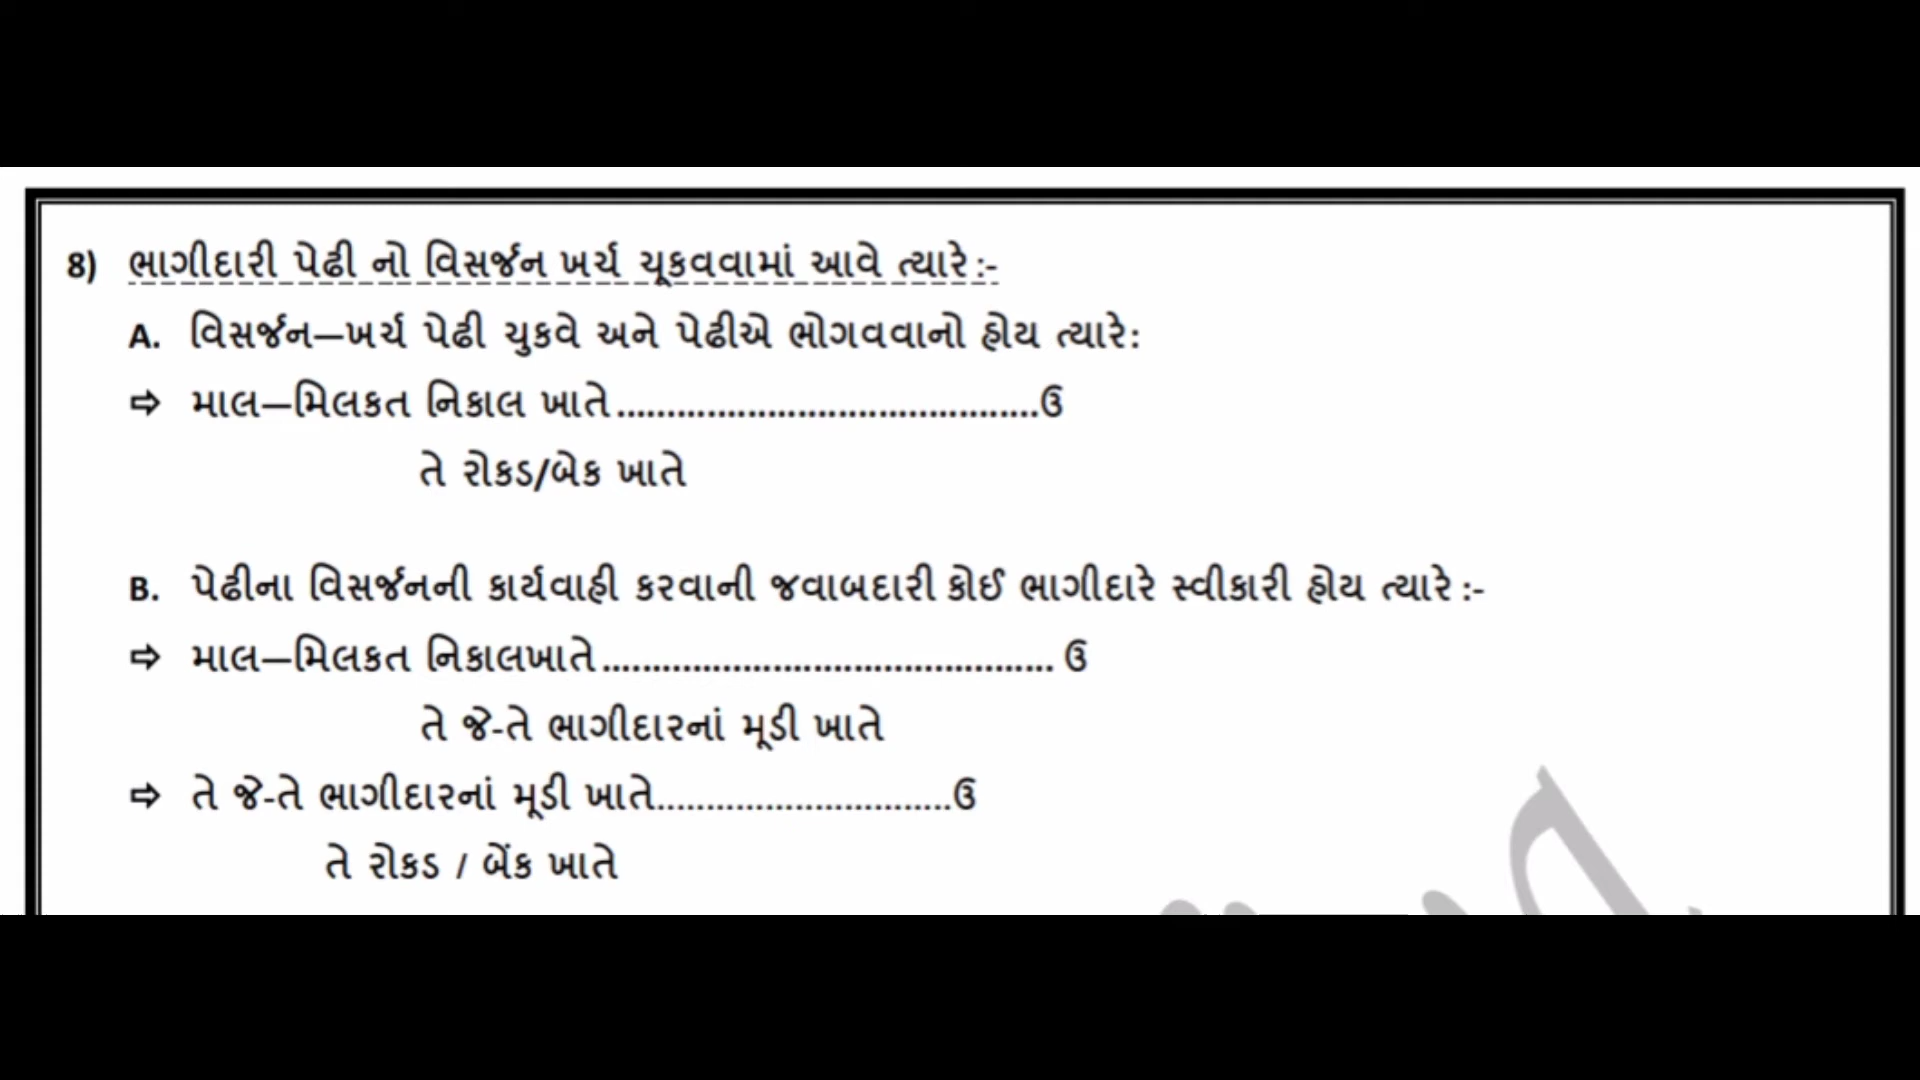 8) ભાગીદારી પેઢી નો વિસર્જન ખર્ચ ચૂકવવામાં આવે ત્યારે :-
A. વિસર્જન—ખર્ચ પેઢી ચુકવે અને પેઢીએ ભોગવવાનો હોય ત્યારે:
⇨ માલ—મિલકત નિકાલ ખાતે..........................................ઉ
તે રોકડ/બેક ખાતે
B. પેઢીના વિસર્જનની કાર્યવાહી કરવાની જવાબદારી કોઈ ભાગીદારે સ્વીકારી હોય ત્યારે :-
⇨ માલ—મિલકત નિકાલખાતે............................................. ઉ
તે જે-તે ભાગીદારનાં મૂડી ખાતે
⇨ તે જે-તે ભાગીદારનાં મૂડી ખાતે..............................ઉ
તે રોકડ / બેંક ખાતે